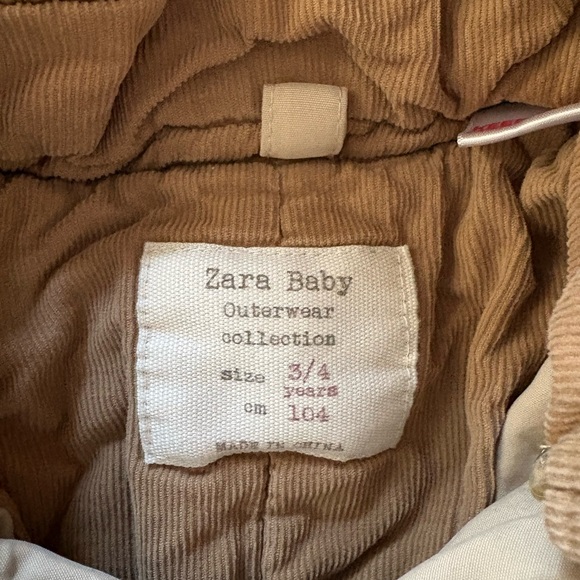 Zara Baby
Outerwear
collection
size 3/4
years
cm 104
MADE IN CHINA